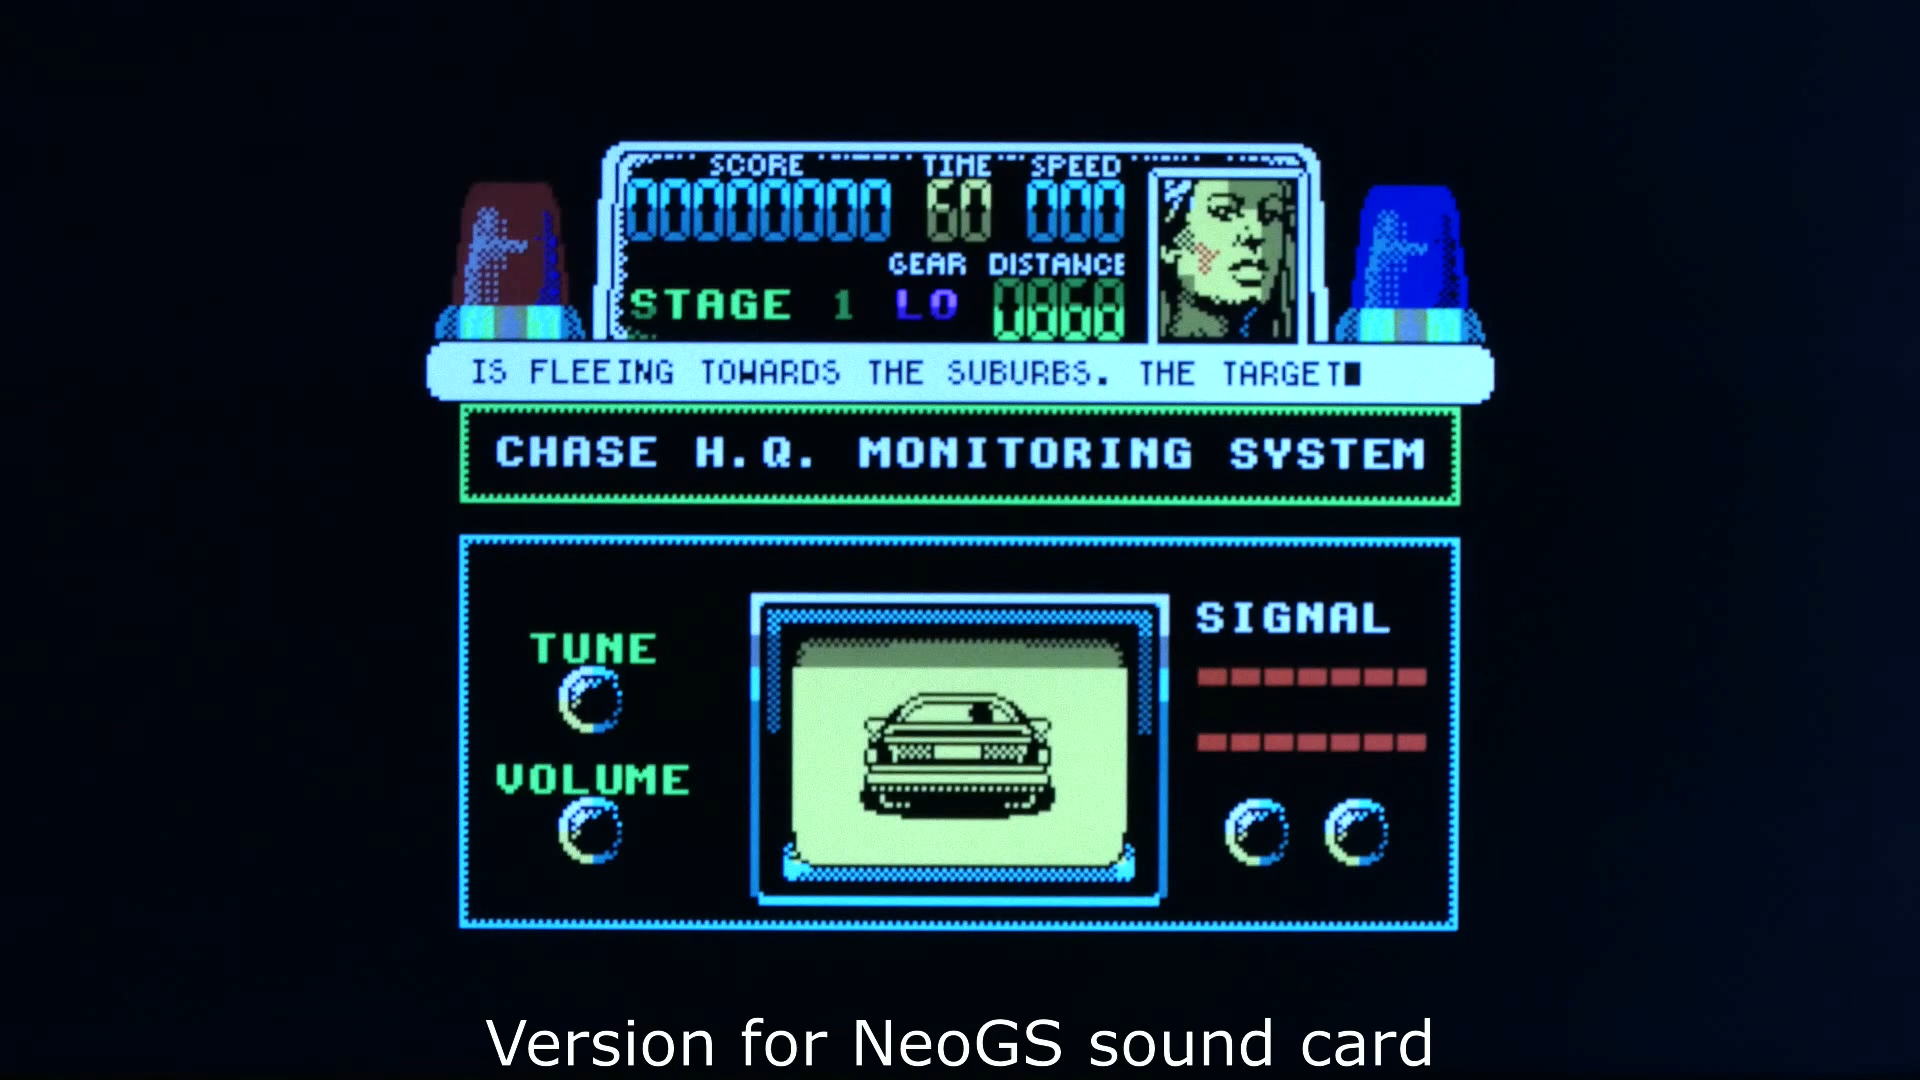 SCORE TIME SPEED
00000000 60 000
GEAR DISTANCE
STAGE 1 LO 0868
IS FLEEING TOWARDS THE SUBURBS. THE TARGET
CHASE H.Q. MONITORING SYSTEM
TUNE
SIGNAL
VOLUME
Version for NeoGS sound card